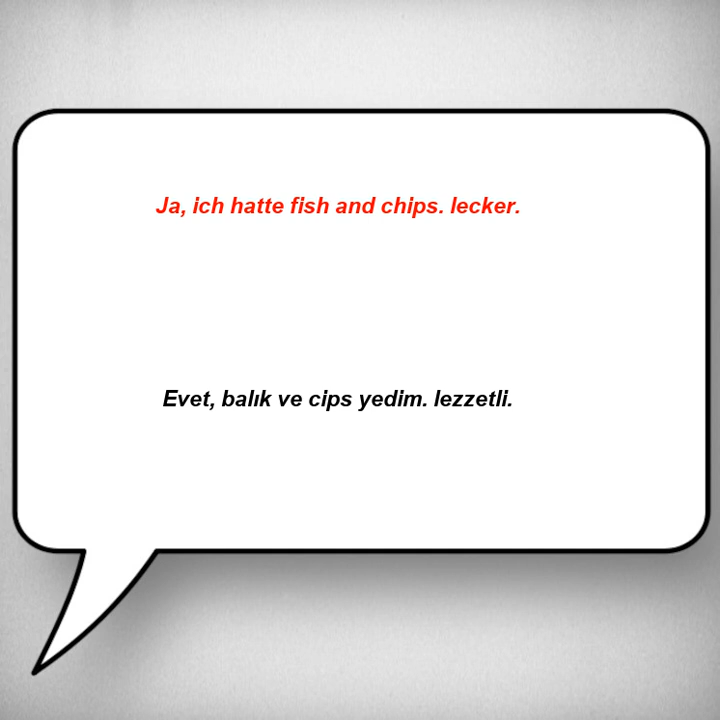 Ja, ich hatte fish and chips. lecker.
Evet, balık ve cips yedim. lezzetli.